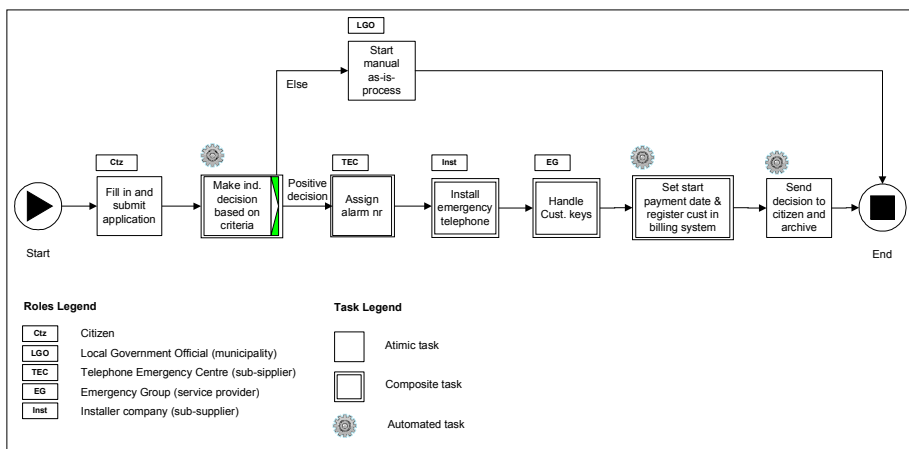 LGO
Start
manual
as-is-
process
Else
Ctz
TEC
Inst
EG
Fill in and
submit
application
Make ind.
decision
based on
criteria
Positive
decision
Assign
alarm nr
Install
emergency
telephone
Handle
Cust. keys
Set start
payment date &
register cust in
billing system
Send
decision to
citizen and
archive
Start
End
Roles Legend
Ctz Citizen
LGO Local Government Official (municipality)
TEC Telephone Emergency Centre (sub-sipplier)
EG Emergency Group (service provider)
Inst Installer company (sub-supplier)
Task Legend
Atimic task
Composite task
Automated task